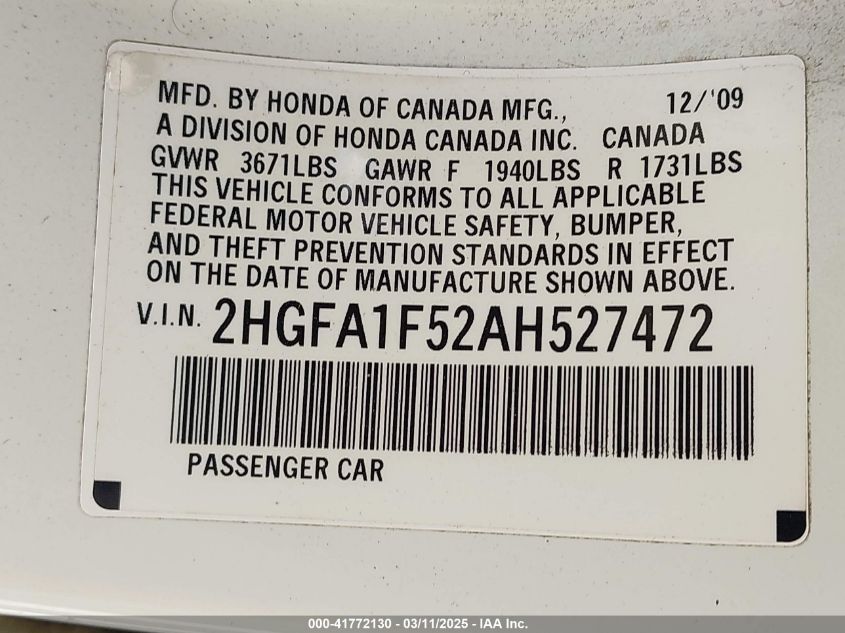 MFD. BY HONDA OF CANADA MFG., 12/'09
A DIVISION OF HONDA CANADA INC. CANADA
GVWR 3671LBS GAWR F 1940LBS R 1731LBS
THIS VEHICLE CONFORMS TO ALL APPLICABLE
FEDERAL MOTOR VEHICLE SAFETY, BUMPER,
AND THEFT PREVENTION STANDARDS IN EFFECT
ON THE DATE OF MANUFACTURE SHOWN ABOVE.
V.I.N. 2HGFA1F52AH527472
PASSENGER CAR
000-41772130 - 03/11/2025 - IAA Inc.